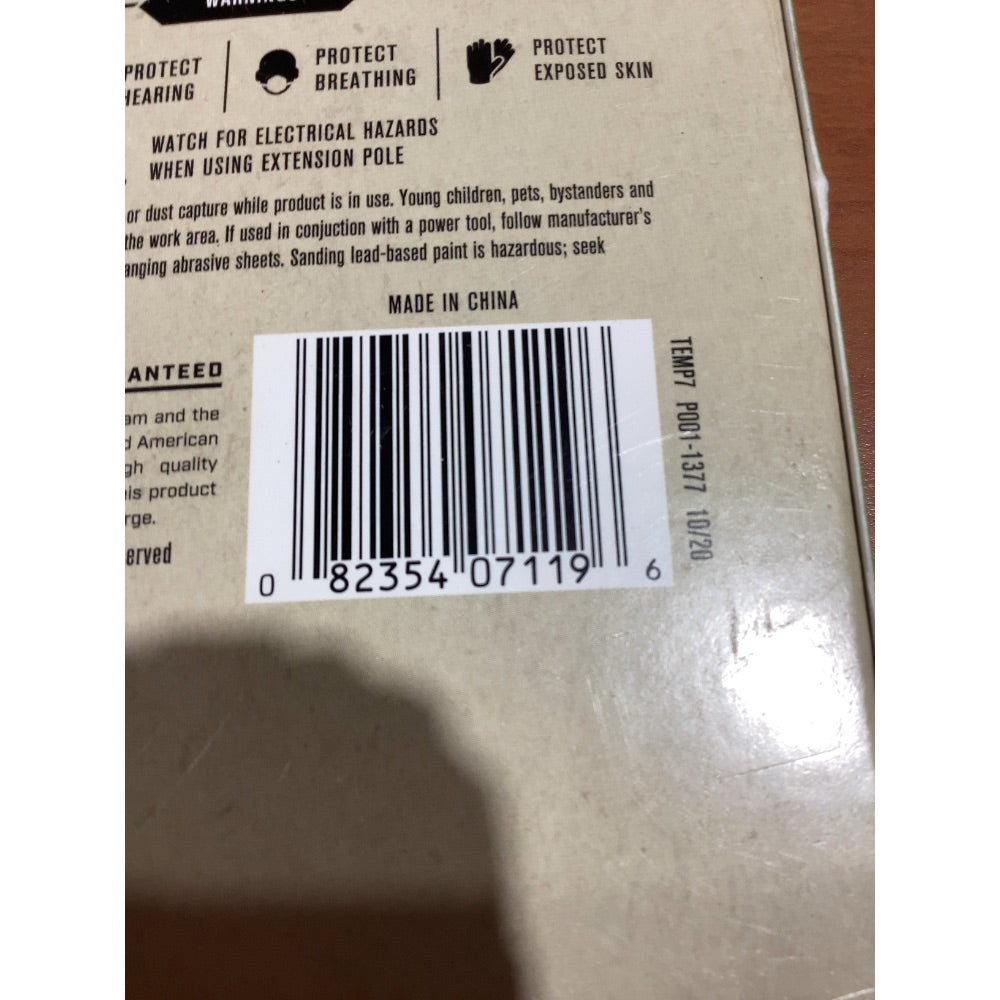 WARNINGS
PROTECT
HEARING
PROTECT
BREATHING
PROTECT
EXPOSED SKIN
WATCH FOR ELECTRICAL HAZARDS
WHEN USING EXTENSION POLE
or dust capture while product is in use. Young children, pets, bystanders and
the work area. If used in conjuction with a power tool, follow manufacturer's
anging abrasive sheets. Sanding lead-based paint is hazardous; seek
MADE IN CHINA
ANTEED
am and the
d American
gh quality
is product
rge.
erved
0 82354 07119 6
TEMP7 P001-1377 10/20